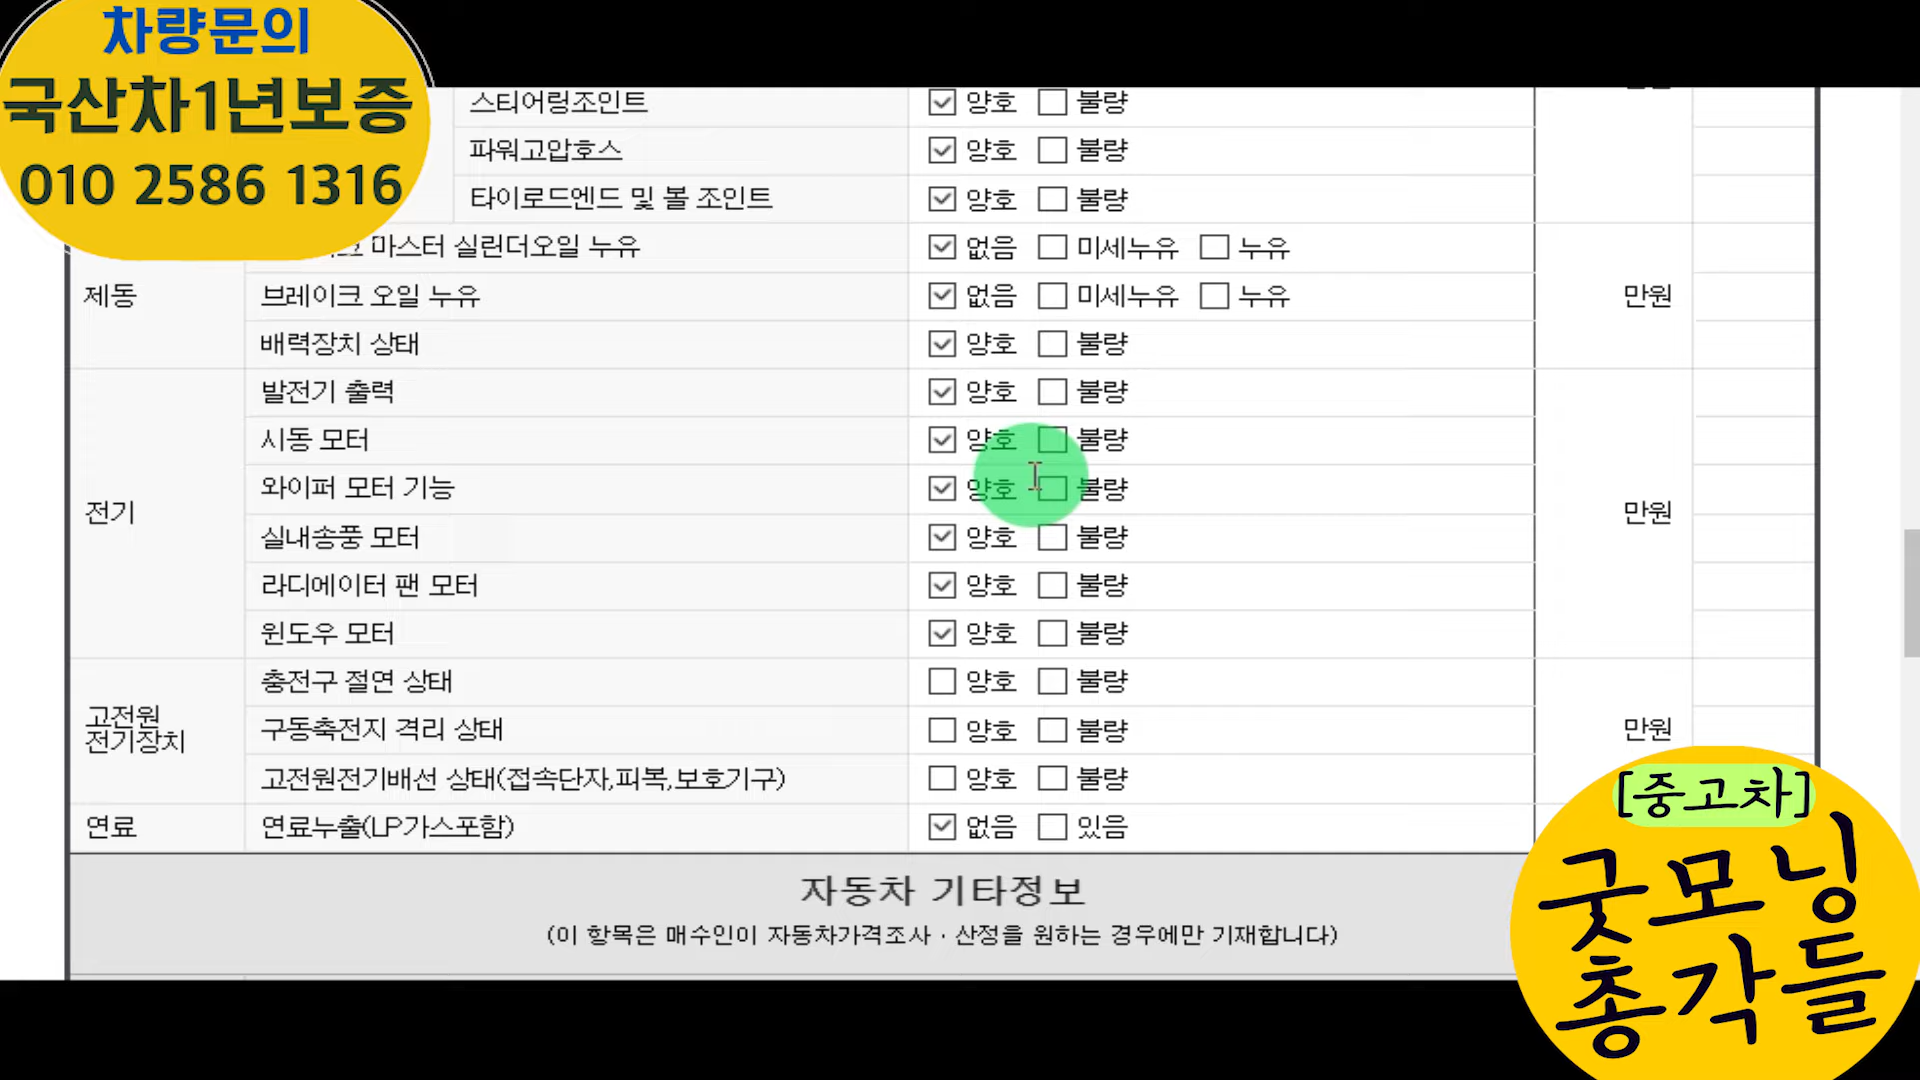 차량문의
국산차1년보증
010 2586 1316
스티어링조인트 양호 불량
파워고압호스 양호 불량
타이로드엔드 및 볼 조인트 양호 불량
마스터 실린더오일 누유 없음 미세누유 누유
제동 브레이크 오일 누유 없음 미세누유 누유 만원
배력장치 상태 양호 불량
발전기 출력 양호 불량
시동 모터 양호 불량
와이퍼 모터 기능 양호 불량
전기 만원
실내송풍 모터 양호 불량
라디에이터 팬 모터 양호 불량
윈도우 모터 양호 불량
충전구 절연 상태 양호 불량
고전원
전기장치 구동축전지 격리 상태 양호 불량 만원
고전원전기배선 상태(접속단자,피복,보호기구) 양호 불량
연료 연료누출(LP가스포함) 없음 있음
자동차 기타정보
(이 항목은 매수인이 자동차가격조사 · 산정을 원하는 경우에만 기재합니다)
[중고차]
굿모닝
총각들